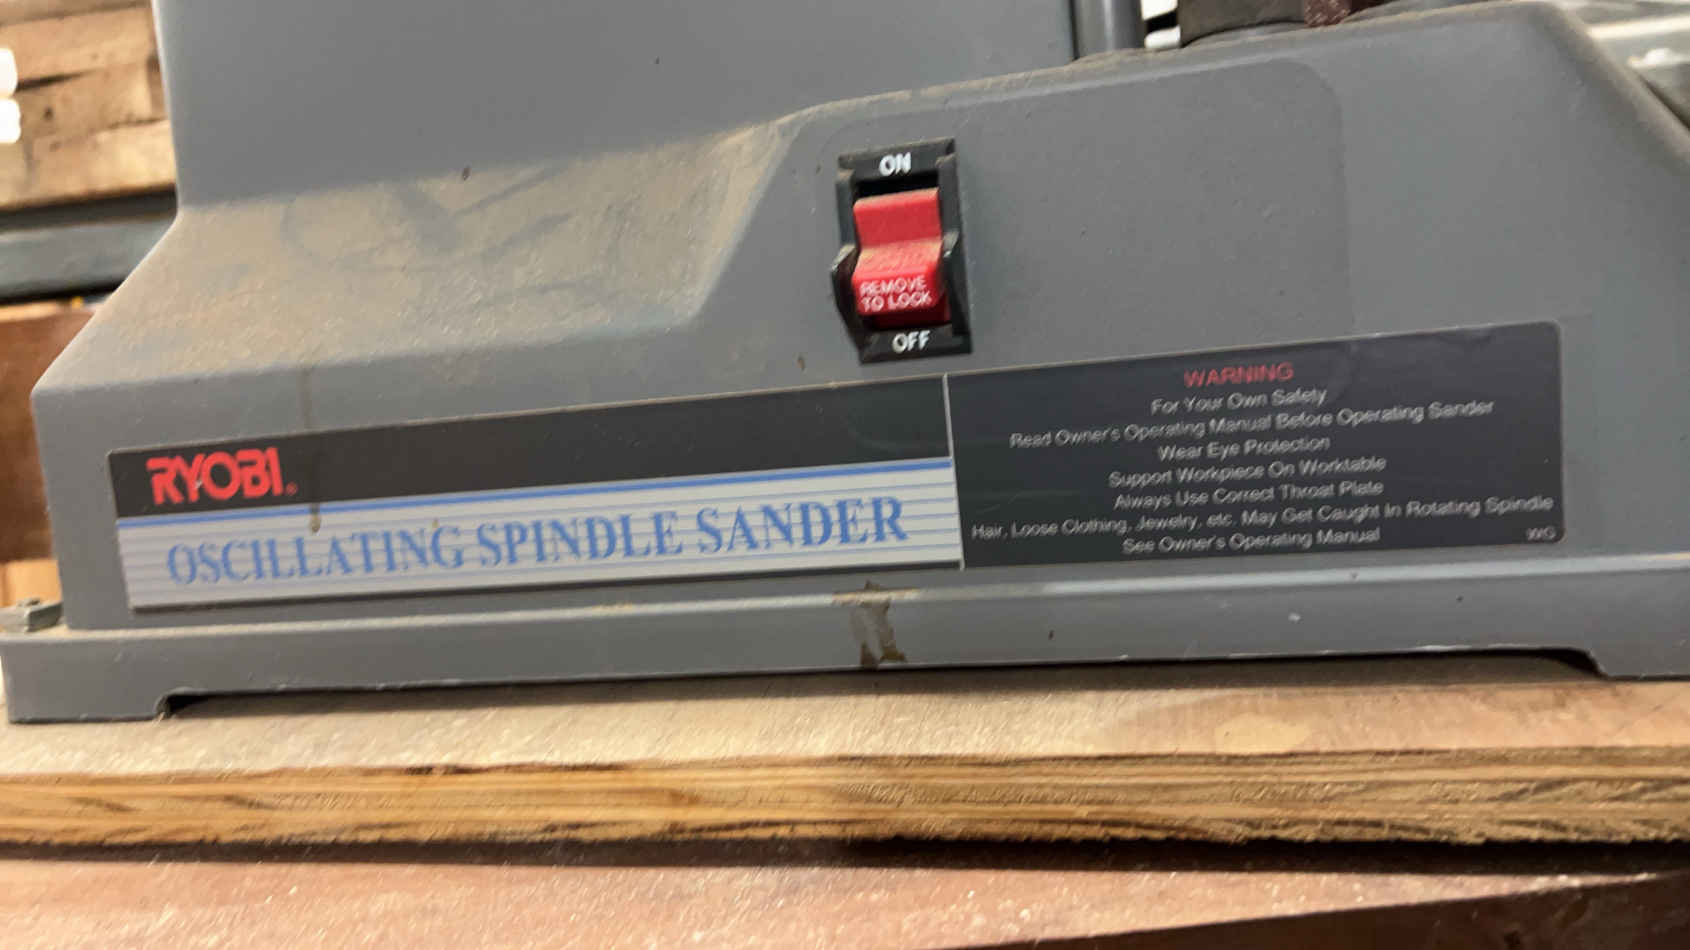 ON
REMOVE
TO LOCK
OFF
RYOBI®
OSCILLATING SPINDLE SANDER
WARNING
For Your Own Safety
Read Owner's Operating Manual Before Operating Sander
Wear Eye Protection
Support Workpiece On Worktable
Always Use Correct Throat Plate
Hair, Loose Clothing, Jewelry, etc. May Get Caught In Rotating Spindle
See Owner's Operating Manual